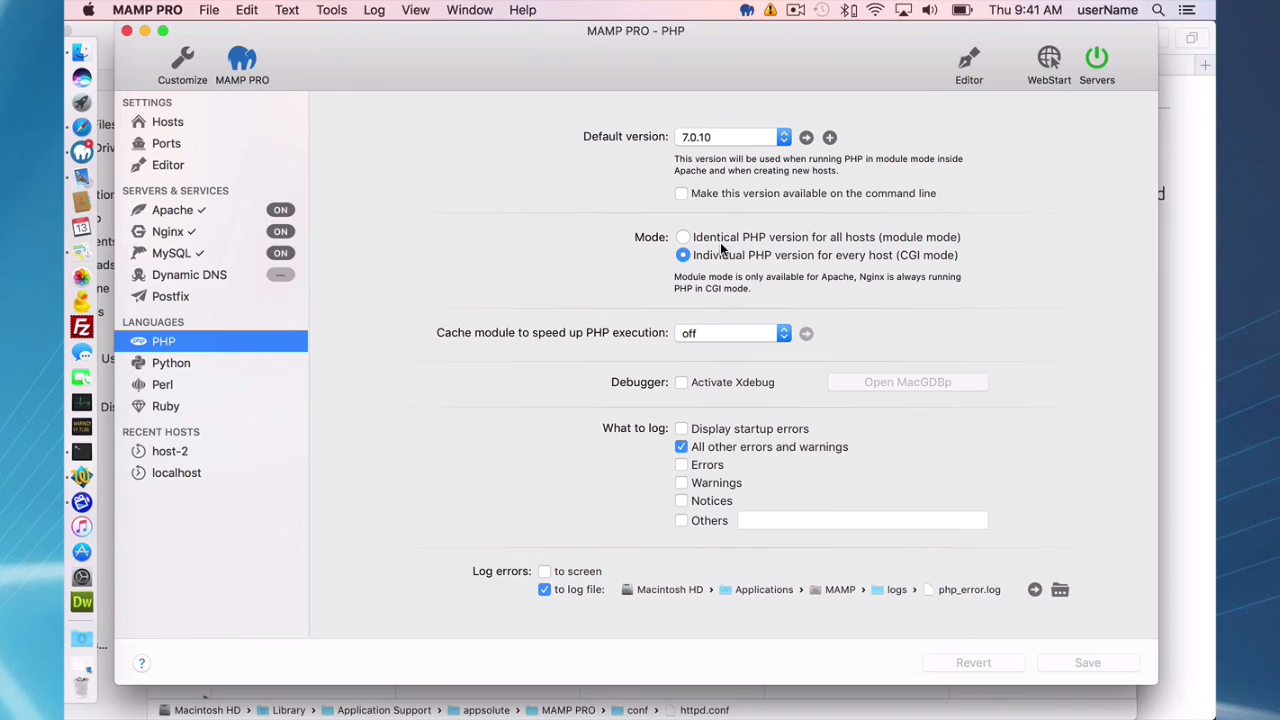 MAMP PRO File Edit Text Tools Log View Window Help Thu 9:41 AM userName
MAMP PRO - PHP
Customize MAMP PRO Editor WebStart Servers
SETTINGS
Hosts
Ports
Editor
SERVERS & SERVICES
Apache ✓ ON
Nginx ✓ ON
MySQL ✓ ON
Dynamic DNS —
Postfix
LANGUAGES
PHP
Python
Perl
Ruby
RECENT HOSTS
host-2
localhost
Default version: 7.0.10
This version will be used when running PHP in module mode inside
Apache and when creating new hosts.
Make this version available on the command line
Mode: Identical PHP version for all hosts (module mode)
Individual PHP version for every host (CGI mode)
Module mode is only available for Apache, Nginx is always running
PHP in CGI mode.
Cache module to speed up PHP execution: off
Debugger: Activate Xdebug Open MacGDBp
What to log: Display startup errors
All other errors and warnings
Errors
Warnings
Notices
Others
Log errors: to screen
to log file: Macintosh HD › Applications › MAMP › logs › php_error.log
? Revert Save
Macintosh HD › Library › Application Support › appsolute › MAMP PRO › conf › httpd.conf